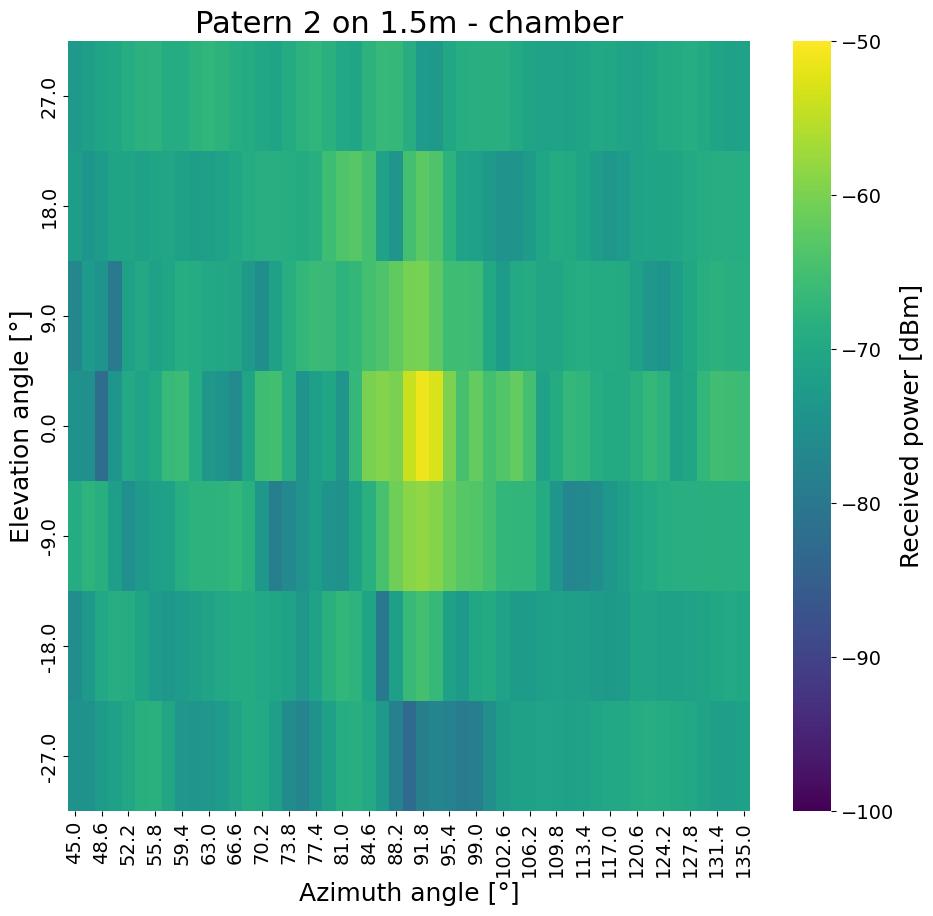 Patern 2 on 1.5m - chamber
Elevation angle [°]
27.0
18.0
9.0
0.0
-9.0
-18.0
-27.0
45.0 48.6 52.2 55.8 59.4 63.0 66.6 70.2 73.8 77.4 81.0 84.6 88.2 91.8 95.4 99.0 102.6 106.2 109.8 113.4 117.0 120.6 124.2 127.8 131.4 135.0
Azimuth angle [°]
−50
−60
−70
−80
−90
−100
Received power [dBm]